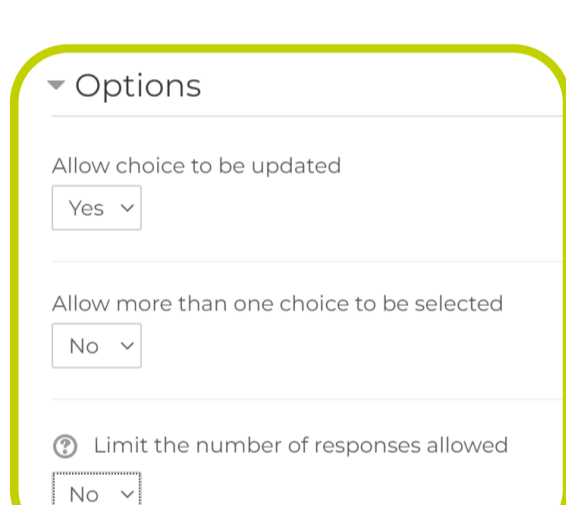 Options
Allow choice to be updated
Yes
Allow more than one choice to be selected
No
Limit the number of responses allowed
No